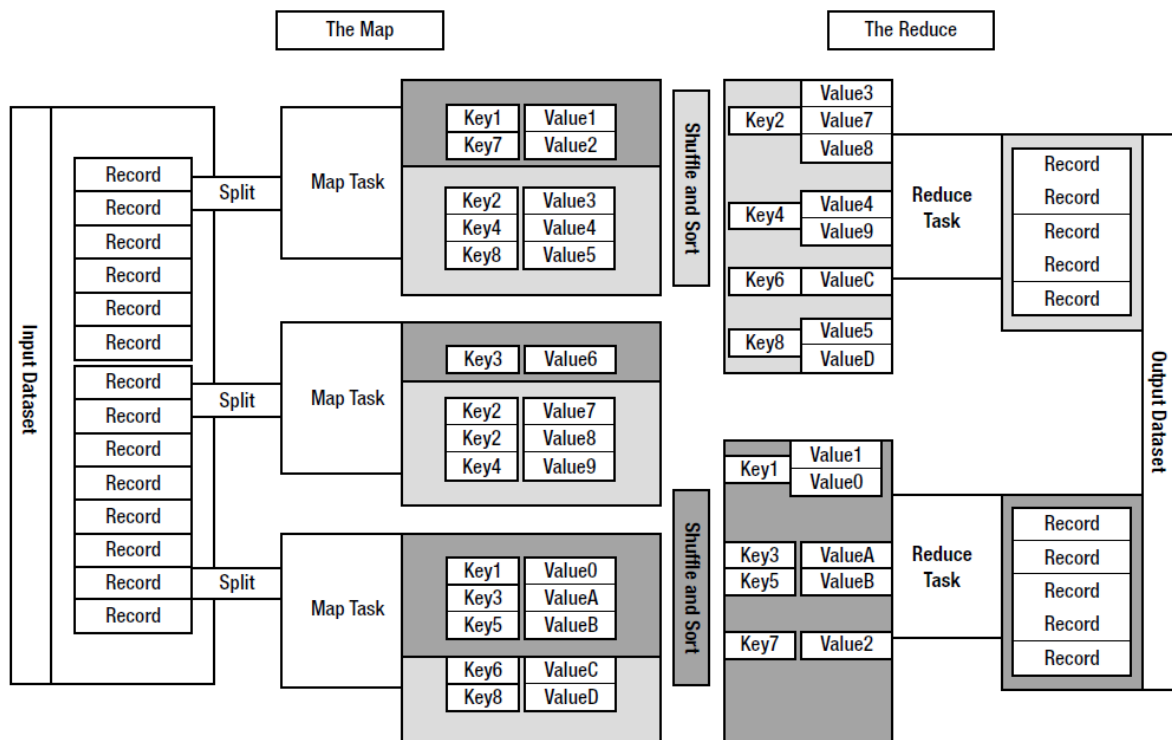 The Map
The Reduce
Input Dataset
Record
Record
Record
Record
Record
Record
Record
Record
Record
Record
Record
Record
Record
Record
Split
Split
Split
Map Task
Key1 Value1
Key7 Value2
Key2 Value3
Key4 Value4
Key8 Value5
Map Task
Key3 Value6
Key2 Value7
Key2 Value8
Key4 Value9
Map Task
Key1 Value0
Key3 ValueA
Key5 ValueB
Key6 ValueC
Key8 ValueD
Shuffle and Sort
Shuffle and Sort
Value3
Key2 Value7
Value8
Value4
Key4
Value9
Key6 ValueC
Value5
Key8
ValueD
Reduce
Task
Record
Record
Record
Record
Record
Value1
Key1
Value0
Key3 ValueA
Key5 ValueB
Key7 Value2
Reduce
Task
Record
Record
Record
Record
Record
Output Dataset